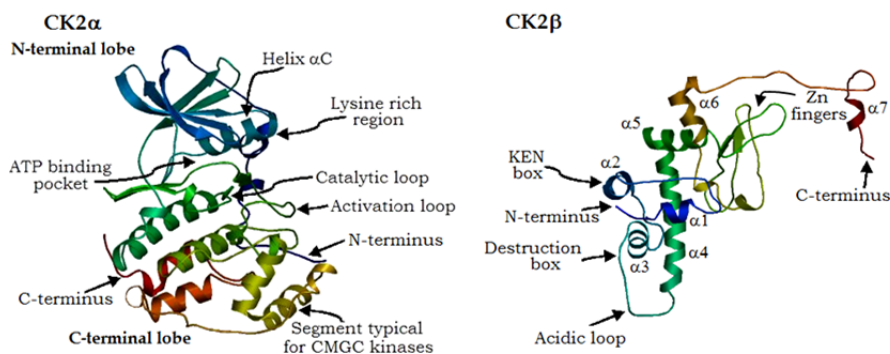 CK2α
N-terminal lobe
Helix αC
Lysine rich
region
ATP binding
pocket
Catalytic loop
Activation loop
N-terminus
C-terminus
C-terminal lobe
Segment typical
for CMGC kinases
CK2β
α6
Zn
fingers
α7
α5
KEN
box
α2
C-terminus
N-terminus
α1
Destruction
box
α3
α4
Acidic loop